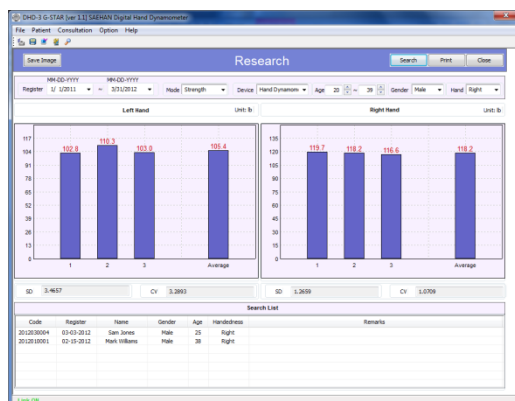 DHD-3 G-STAR [ver 1.1] SAEHAN Digital Hand Dynamometer
File Patient Consultation Option Help
Save Image Research Search Print Close
MM-DD-YYYY MM-DD-YYYY
Register 1/ 1/2011 ~ 3/31/2012 Mode Strength Device Hand Dynamom Age 20 ~ 39 Gender Male Hand Right
Left Hand Unit: lb
117
104
91
78
65
52
39
26
13
0
102.8 110.3 103.0 105.4
1 2 3 Average
SD 3.4657 CV 3.2893
Right Hand Unit: lb
135
120
105
90
75
60
45
30
15
0
119.7 118.2 116.6 118.2
1 2 3 Average
SD 1.2659 CV 1.0709
Search List
Code Register Name Gender Age Handedness Remarks
2012030004 03-03-2012 Sam Jones Male 25 Right
2012010001 02-15-2012 Mark Williams Male 38 Right